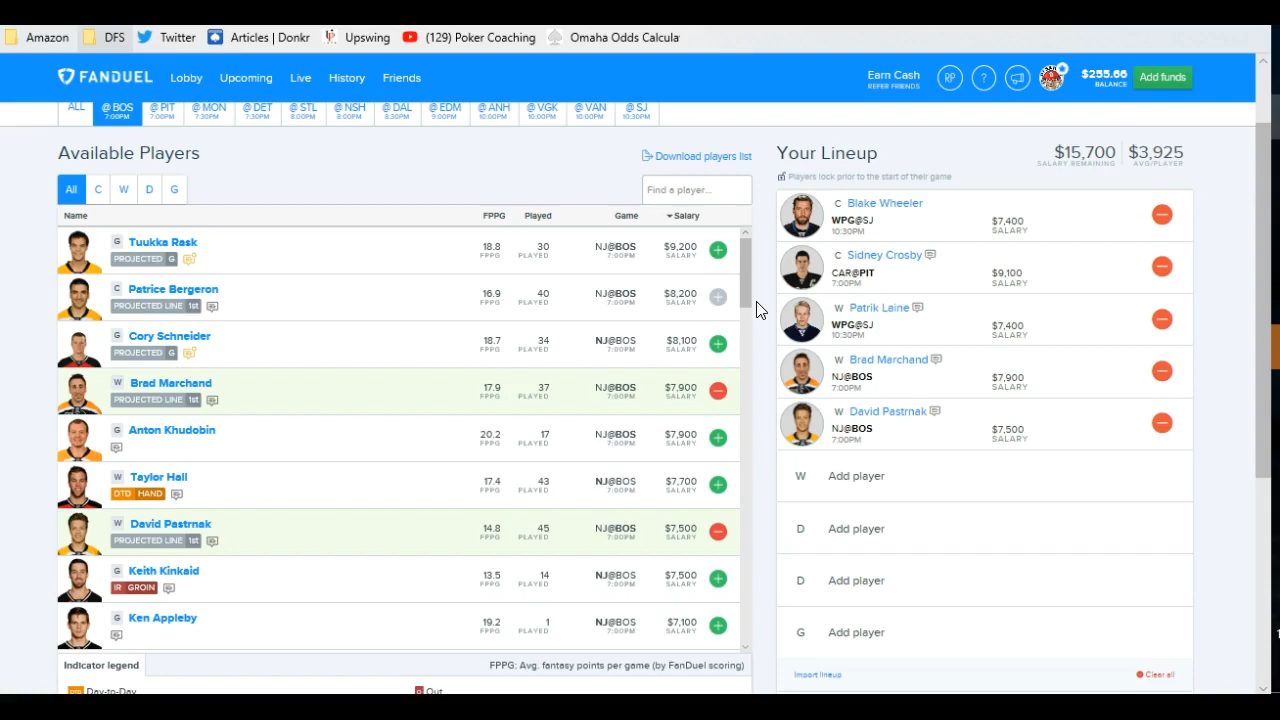 Amazon DFS Twitter Articles | Donkr Upswing (129) Poker Coaching Omaha Odds Calcula
FANDUEL Lobby Upcoming Live History Friends Earn Cash REFER FRIENDS RP ? $255.66 BALANCE Add funds
ALL @ BOS @ PIT @ MON @ DET @ STL @ NSH @ DAL @ EDM @ ANH @ VGK @ VAN @ SJ
7:00PM 7:00PM 7:30PM 7:30PM 8:00PM 8:00PM 8:30PM 9:00PM 10:00PM 10:00PM 10:00PM 10:30PM
Available Players
Download players list
All C W D G
Find a player...
Name FPPG Played Game Salary
G Tuukka Rask 18.8 30 NJ@BOS $9,200
PROJECTED G FPPG PLAYED 7:00PM SALARY
C Patrice Bergeron 16.9 40 NJ@BOS $8,200
PROJECTED LINE 1st FPPG PLAYED 7:00PM SALARY
G Cory Schneider 18.7 34 NJ@BOS $8,100
PROJECTED G FPPG PLAYED 7:00PM SALARY
W Brad Marchand 17.9 37 NJ@BOS $7,900
PROJECTED LINE 1st FPPG PLAYED 7:00PM SALARY
G Anton Khudobin 20.2 17 NJ@BOS $7,900
FPPG PLAYED 7:00PM SALARY
W Taylor Hall 17.4 43 NJ@BOS $7,700
DTD HAND FPPG PLAYED 7:00PM SALARY
W David Pastrnak 14.8 45 NJ@BOS $7,500
PROJECTED LINE 1st FPPG PLAYED 7:00PM SALARY
G Keith Kinkaid 13.5 14 NJ@BOS $7,500
IR GROIN FPPG PLAYED 7:00PM SALARY
G Ken Appleby 19.2 1 NJ@BOS $7,100
FPPG PLAYED 7:00PM SALARY
Indicator legend FPPG: Avg. fantasy points per game (by FanDuel scoring)
DTD Day-to-Day O Out
Your Lineup $15,700 $3,925
SALARY REMAINING AVG/PLAYER
Players lock prior to the start of their game
C Blake Wheeler
WPG@SJ $7,400
10:30PM SALARY
C Sidney Crosby
CAR@PIT $9,100
7:00PM SALARY
W Patrik Laine
WPG@SJ $7,400
10:30PM SALARY
W Brad Marchand
NJ@BOS $7,900
7:00PM SALARY
W David Pastrnak
NJ@BOS $7,500
7:00PM SALARY
W Add player
D Add player
D Add player
G Add player
Import lineup Clear all